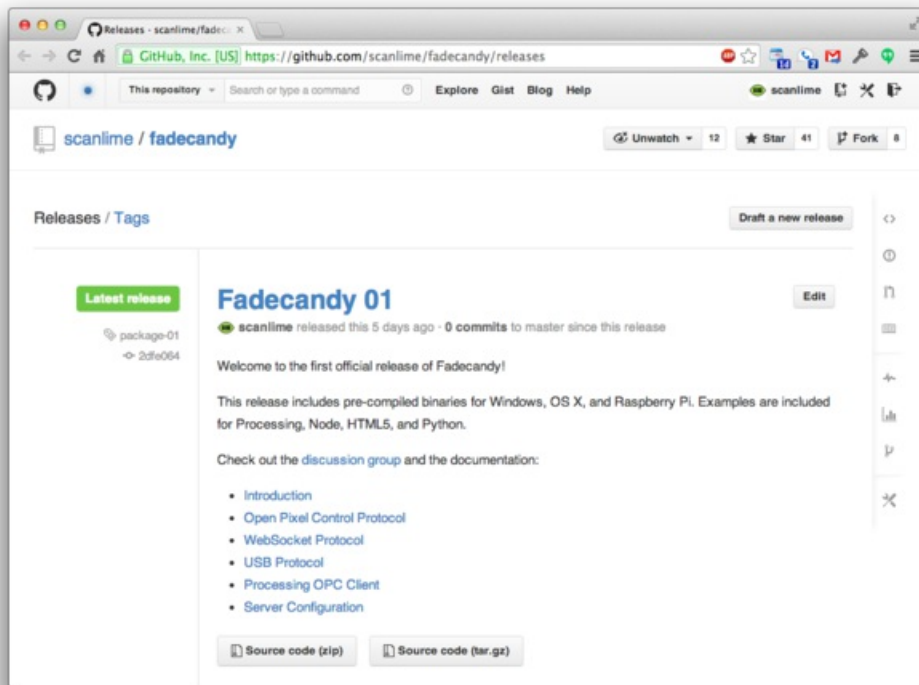 Releases - scanlime/fadec
GitHub, Inc. [US] https://github.com/scanlime/fadecandy/releases
14
2
This repository
Search or type a command
Explore Gist Blog Help
scanlime
scanlime / fadecandy
Unwatch 12
Star 41
Fork 8
Releases / Tags
Draft a new release
Latest release
package-01
2dfe064
Fadecandy 01
Edit
scanlime released this 5 days ago · 0 commits to master since this release
Welcome to the first official release of Fadecandy!
This release includes pre-compiled binaries for Windows, OS X, and Raspberry Pi. Examples are included
for Processing, Node, HTML5, and Python.
Check out the discussion group and the documentation:
• Introduction
• Open Pixel Control Protocol
• WebSocket Protocol
• USB Protocol
• Processing OPC Client
• Server Configuration
Source code (zip)
Source code (tar.gz)